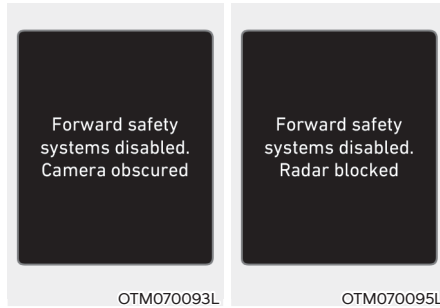 Forward safety
systems disabled.
Camera obscured
OTM070093L
Forward safety
systems disabled.
Radar blocked
OTM070095L